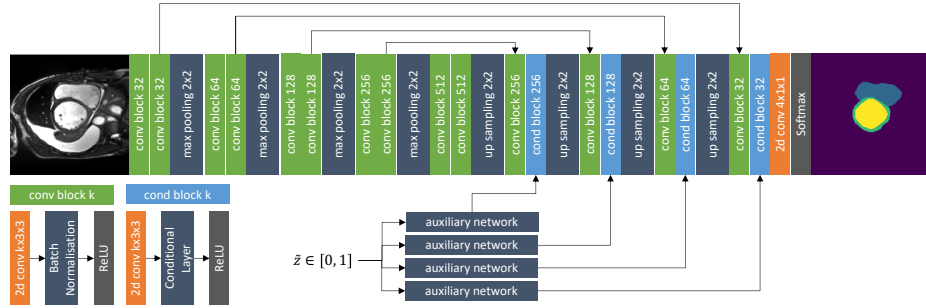 conv block 32
conv block 32
max pooling 2x2
conv block 64
conv block 64
max pooling 2x2
conv block 128
conv block 128
max pooling 2x2
conv block 256
conv block 256
max pooling 2x2
conv block 512
conv block 512
up sampling 2x2
conv block 256
cond block 256
up sampling 2x2
conv block 128
cond block 128
up sampling 2x2
conv block 64
cond block 64
up sampling 2x2
conv block 32
cond block 32
2d conv 4x1x1
Softmax
conv block k
2d conv kx3x3
Batch
Normalisation
ReLU
cond block k
2d conv kx3x3
Conditional
Layer
ReLU
z̃ ∈ [0, 1]
auxiliary network
auxiliary network
auxiliary network
auxiliary network